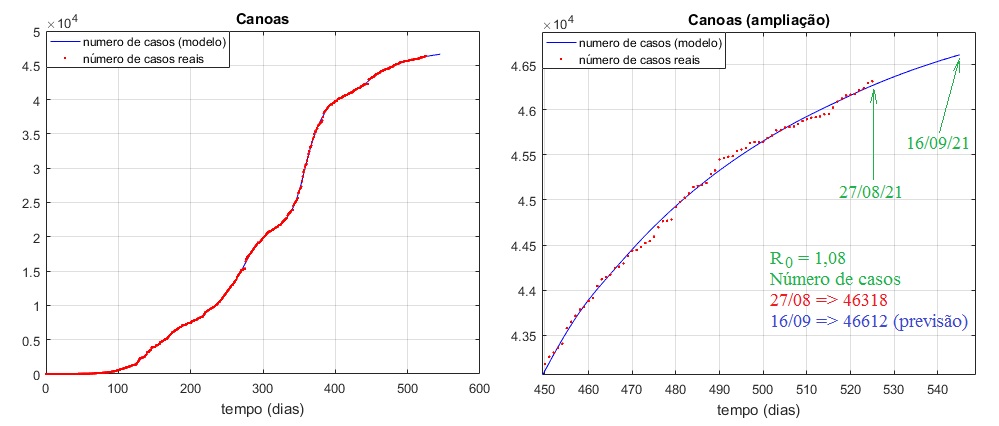 Canoas
×10⁴
numero de casos (modelo)
número de casos reais
5
4.5
4
3.5
3
2.5
2
1.5
1
0.5
0
0 100 200 300 400 500 600
tempo (dias)
Canoas (ampliação)
×10⁴
numero de casos (modelo)
número de casos reais
4.65
4.6
4.55
4.5
4.45
4.4
4.35
16/09/21
27/08/21
R0 = 1,08
Número de casos
27/08 => 46318
16/09 => 46612 (previsão)
450 460 470 480 490 500 510 520 530 540
tempo (dias)